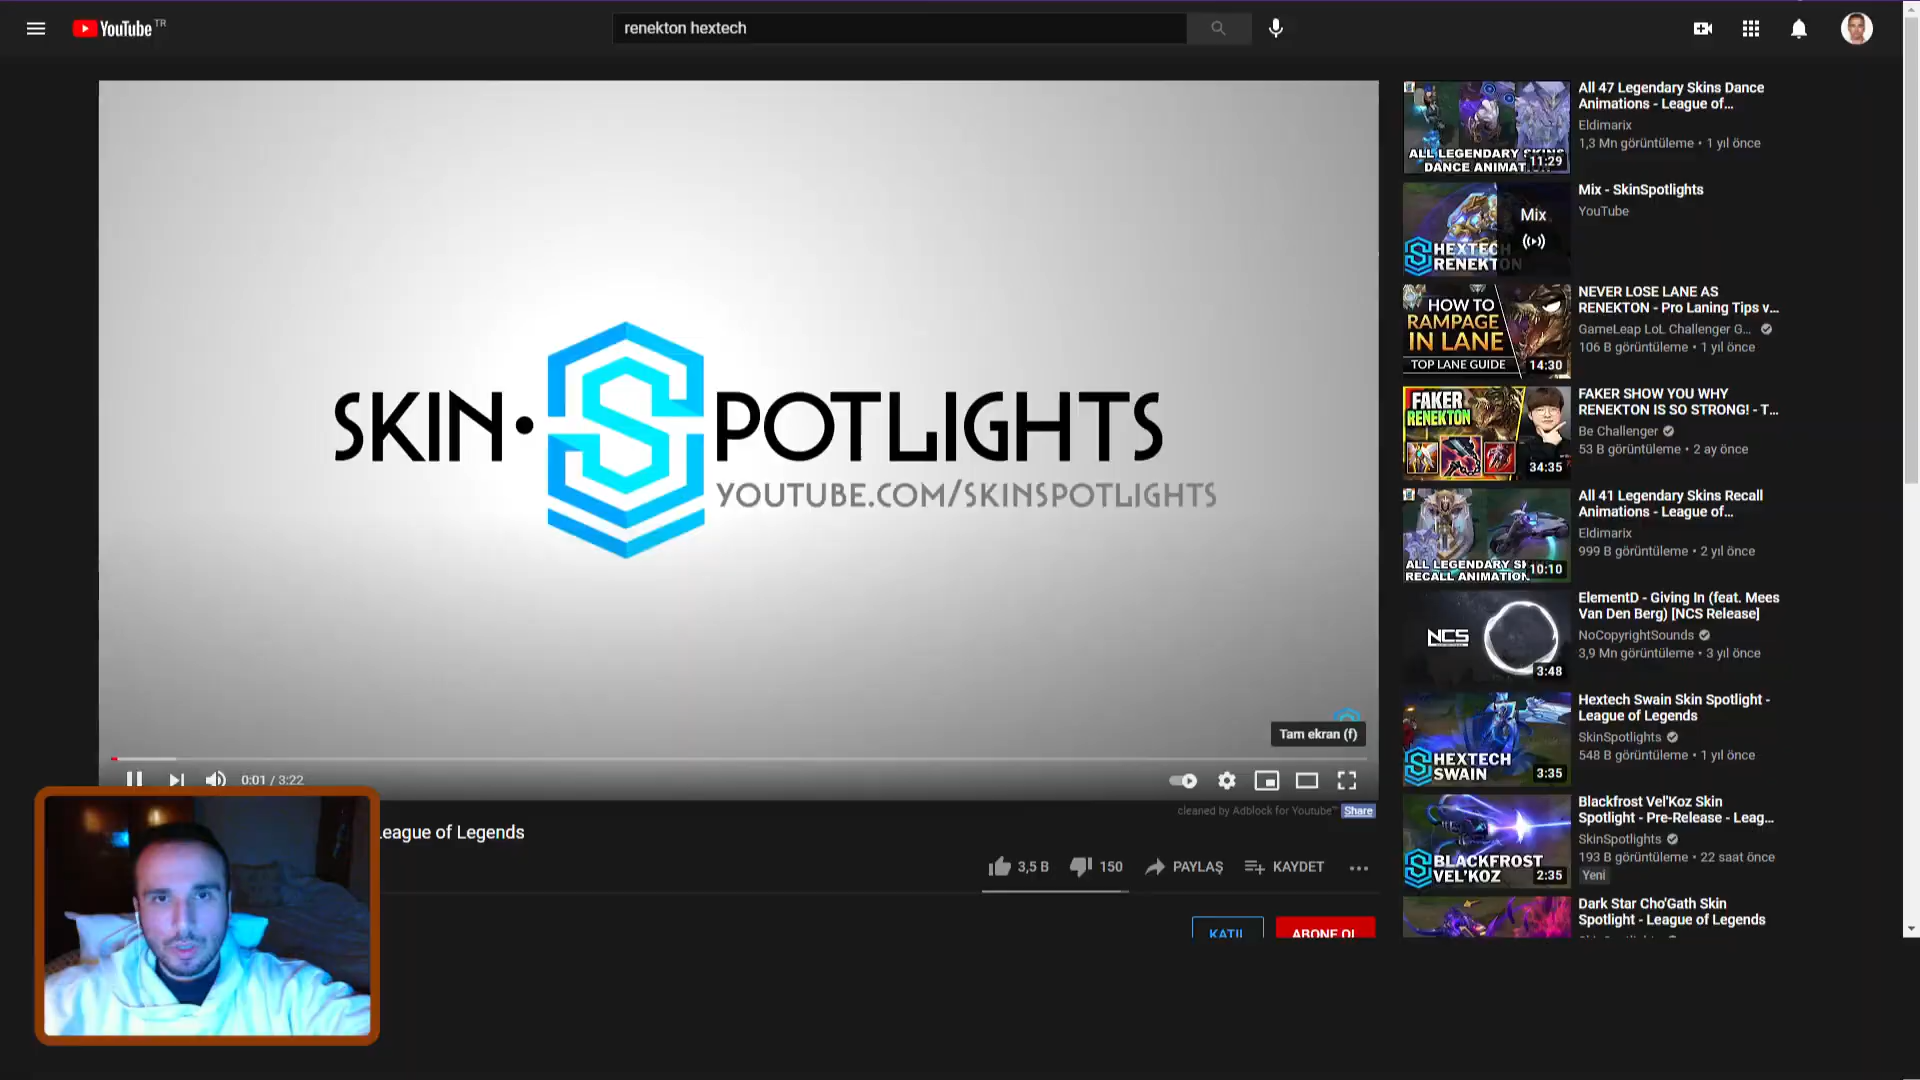 YouTube TR
renekton hextech
SKIN•SPOTLIGHTS
YOUTUBE.COM/SKINSPOTLIGHTS
Tam ekran (f)
0:01 / 3:22
cleaned by Adblock for Youtube™ Share
League of Legends
3,5 B
150
PAYLAŞ
KAYDET
KATIL
ABONE OL
ALL LEGENDARY SKINS
DANCE
11:29
All 47 Legendary Skins Dance
Animations - League of...
Eldimarix
1,3 Mn görüntüleme • 1 yıl önce
HEXTECH
RENEKTON
Mix
Mix - SkinSpotlights
YouTube
HOW TO
RAMPAGE
IN LANE
TOP LANE GUIDE
14:30
NEVER LOSE LANE AS
RENEKTON - Pro Laning Tips v...
GameLeap LoL Challenger G...
106 B görüntüleme • 1 yıl önce
FAKER
RENEKTON
34:35
FAKER SHOW YOU WHY
RENEKTON IS SO STRONG! - T...
Be Challenger
53 B görüntüleme • 2 ay önce
ALL LEGENDARY
RECALL ANIMATION
10:10
All 41 Legendary Skins Recall
Animations - League of...
Eldimarix
999 B görüntüleme • 2 yıl önce
NCS
3:48
ElementD - Giving In (feat. Mees
Van Den Berg) [NCS Release]
NoCopyrightSounds
3,9 Mn görüntüleme • 3 yıl önce
HEXTECH
SWAIN
3:35
Hextech Swain Skin Spotlight -
League of Legends
SkinSpotlights
548 B görüntüleme • 1 yıl önce
BLACKFROST
VEL'KOZ
2:35
Blackfrost Vel'Koz Skin
Spotlight - Pre-Release - Leag...
SkinSpotlights
193 B görüntüleme • 22 saat önce
Yeni
Dark Star Cho'Gath Skin
Spotlight - League of Legends